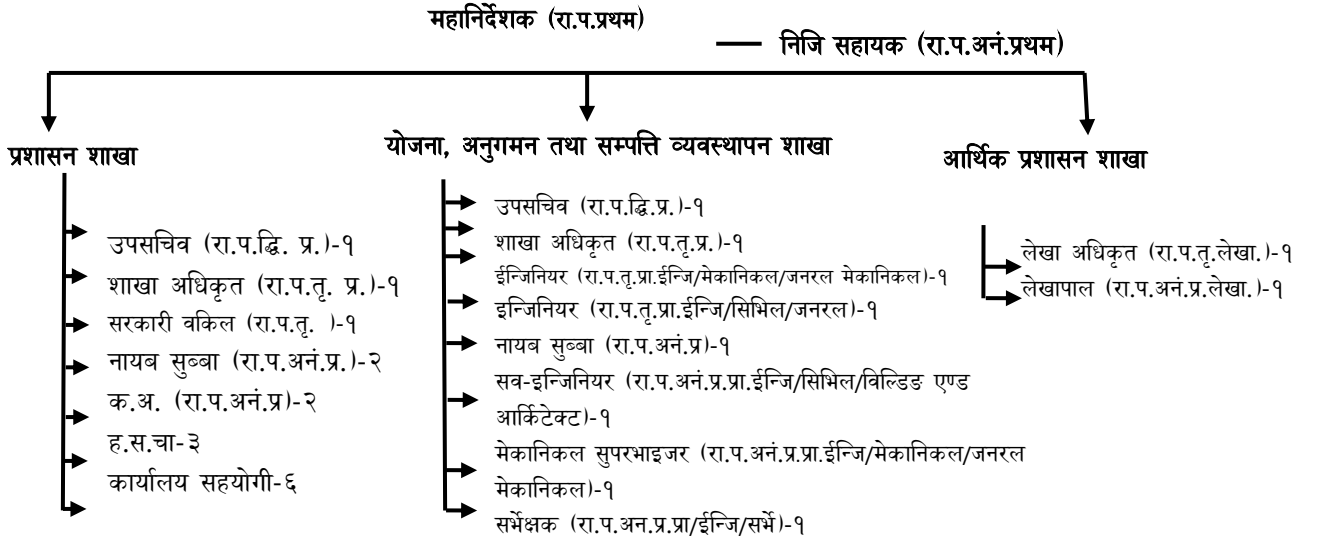 महानिर्देशक (रा.प.प्रथम)
निजि सहायक (रा.प.अनं.प्रथम)
प्रशासन शाखा
उपसचिव (रा.प.द्धि. प्र.)-१
शाखा अधिकृत (रा.प.तृ. प्र.)-१
सरकारी वकिल (रा.प.तृ. )-१
नायब सुब्बा (रा.प.अनं.प्र.)-२
क.अ. (रा.प.अनं.प्र)-२
ह.स.चा-३
कार्यालय सहयोगी-६
योजना, अनुगमन तथा सम्पत्ति व्यवस्थापन शाखा
उपसचिव (रा.प.द्धि.प्र.)-१
शाखा अधिकृत (रा.प.तृ.प्र.)-१
ईन्जिनियर (रा.प.तृ.प्रा.ईन्जि/मेकानिकल/जनरल मेकानिकल)-१
इन्जिनियर (रा.प.तृ.प्रा.ईन्जि/सिभिल/जनरल)-१
नायब सुब्बा (रा.प.अनं.प्र)-१
सव-इन्जिनियर (रा.प.अनं.प्र.प्रा.ईन्जि/सिभिल/विल्डिङ एण्ड
आर्किटेक्ट)-१
मेकानिकल सुपरभाइजर (रा.प.अनं.प्र.प्रा.ईन्जि/मेकानिकल/जनरल
मेकानिकल)-१
सर्भेक्षक (रा.प.अन.प्र.प्रा/ईन्जि/सर्भे)-१
आर्थिक प्रशासन शाखा
लेखा अधिकृत (रा.प.तृ.लेखा.)-१
लेखापाल (रा.प.अनं.प्र.लेखा.)-१